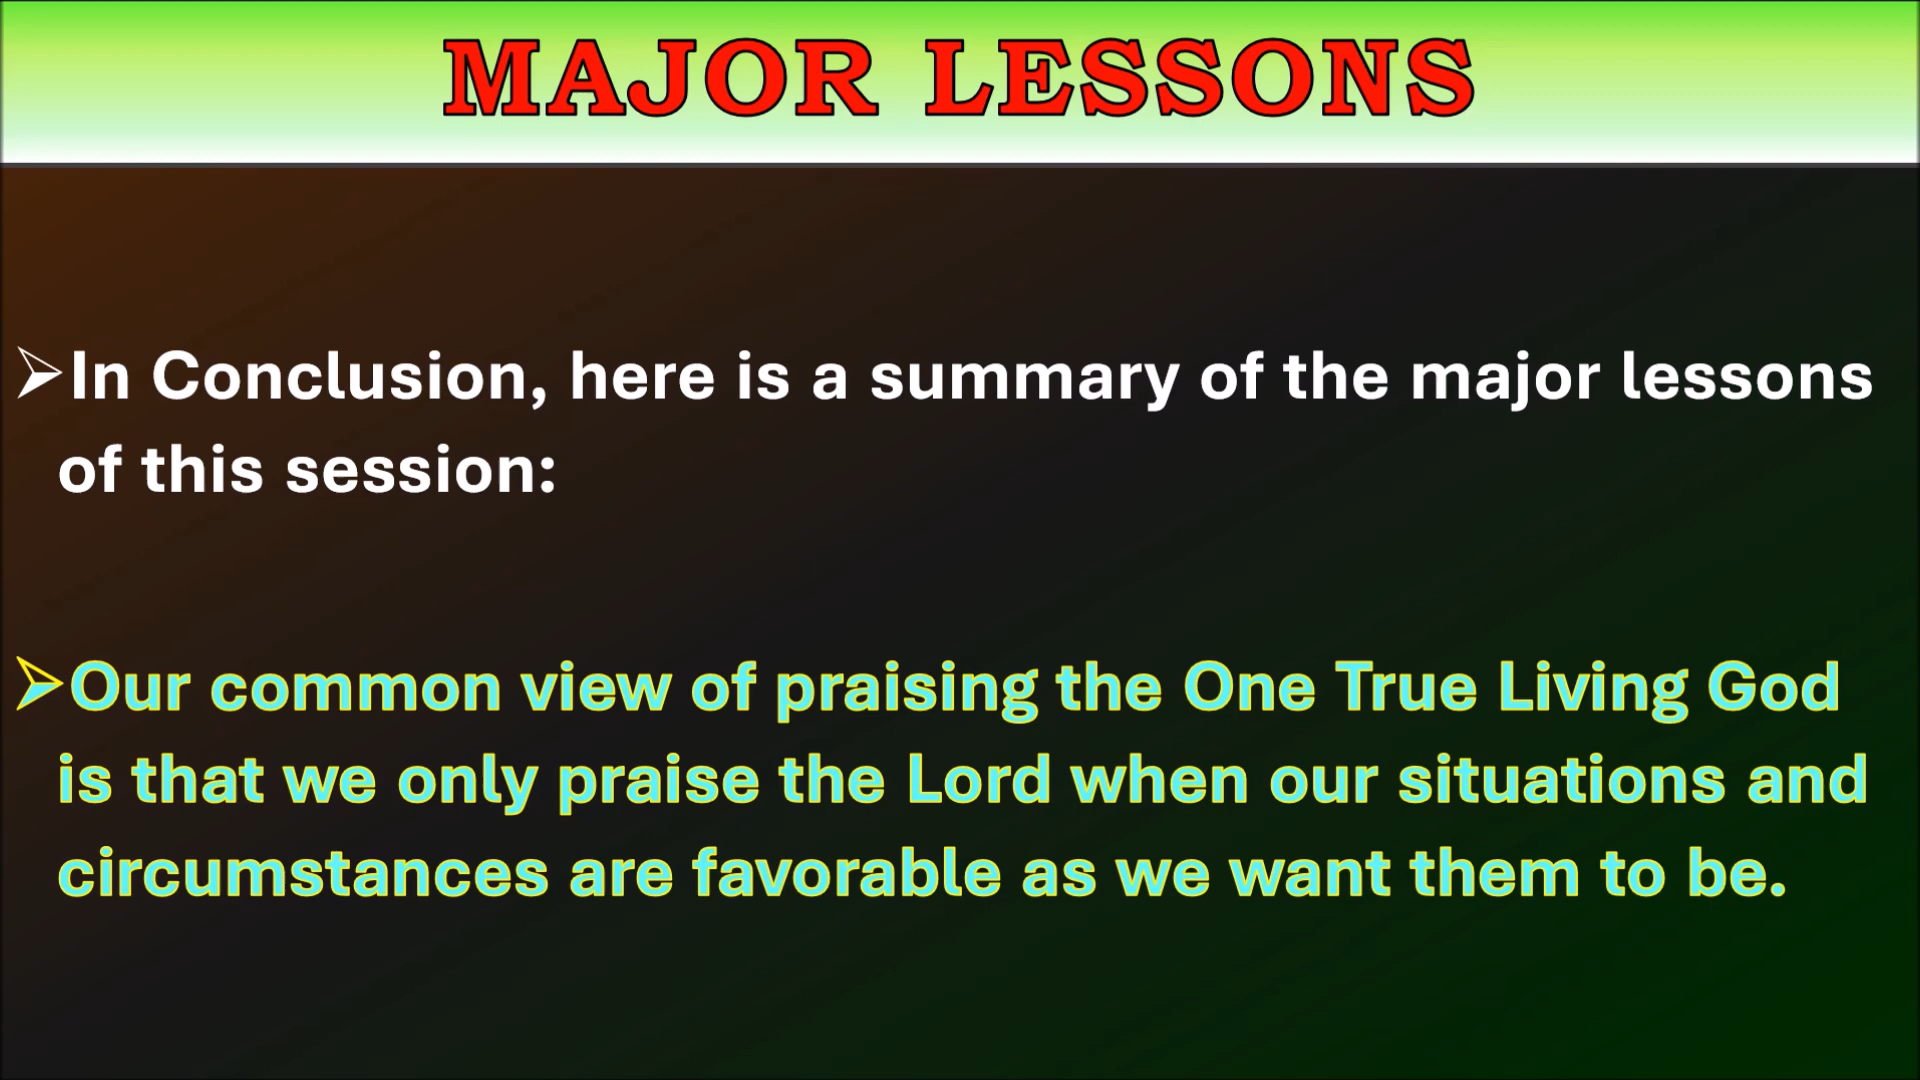 MAJOR LESSONS
➢In Conclusion, here is a summary of the major lessons
of this session:
➢Our common view of praising the One True Living God
is that we only praise the Lord when our situations and
circumstances are favorable as we want them to be.